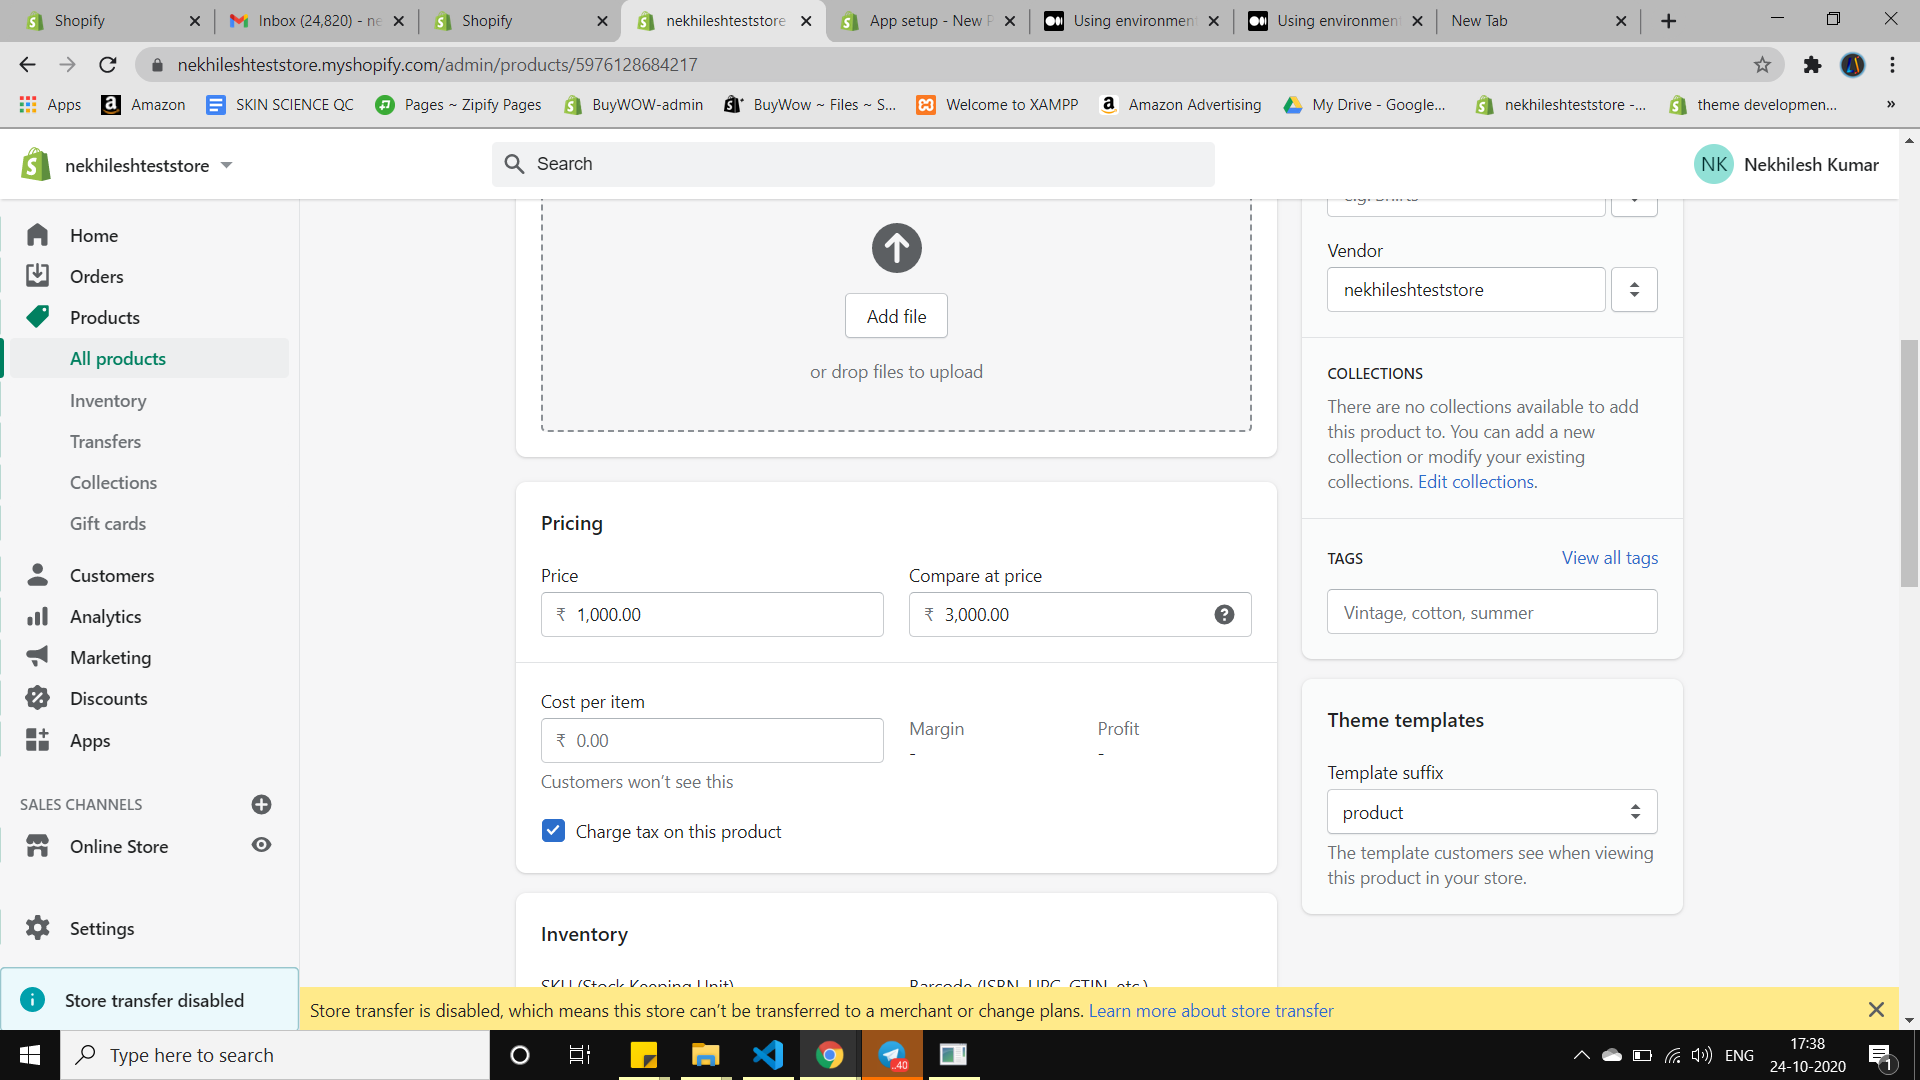 Shopify
Inbox (24,820) - ne
Shopify
nekhileshteststore
App setup - New P
Using environmen
Using environmen
New Tab
nekhileshteststore.myshopify.com/admin/products/5976128684217
Apps
Amazon
SKIN SCIENCE QC
Pages ~ Zipify Pages
BuyWOW-admin
BuyWow ~ Files ~ S...
Welcome to XAMPP
Amazon Advertising
My Drive - Google...
nekhileshteststore -...
theme developmen...
»
nekhileshteststore
Search
NK
Nekhilesh Kumar
Home
Orders
Products
All products
Inventory
Transfers
Collections
Gift cards
Customers
Analytics
Marketing
Discounts
Apps
SALES CHANNELS
Online Store
Settings
Store transfer disabled
Add file
or drop files to upload
Pricing
Price
Compare at price
₹ 1,000.00
₹ 3,000.00
Cost per item
₹ 0.00
Margin
-
Profit
-
Customers won't see this
Charge tax on this product
Inventory
SKU (Stock Keeping Unit)
Barcode (ISBN, UPC, GTIN, etc.)
e.g. Shirts
Vendor
nekhileshteststore
COLLECTIONS
There are no collections available to add
this product to. You can add a new
collection or modify your existing
collections. Edit collections.
TAGS
View all tags
Vintage, cotton, summer
Theme templates
Template suffix
product
The template customers see when viewing
this product in your store.
Store transfer is disabled, which means this store can't be transferred to a merchant or change plans. Learn more about store transfer
Type here to search
..40
ENG
17:38
24-10-2020
1